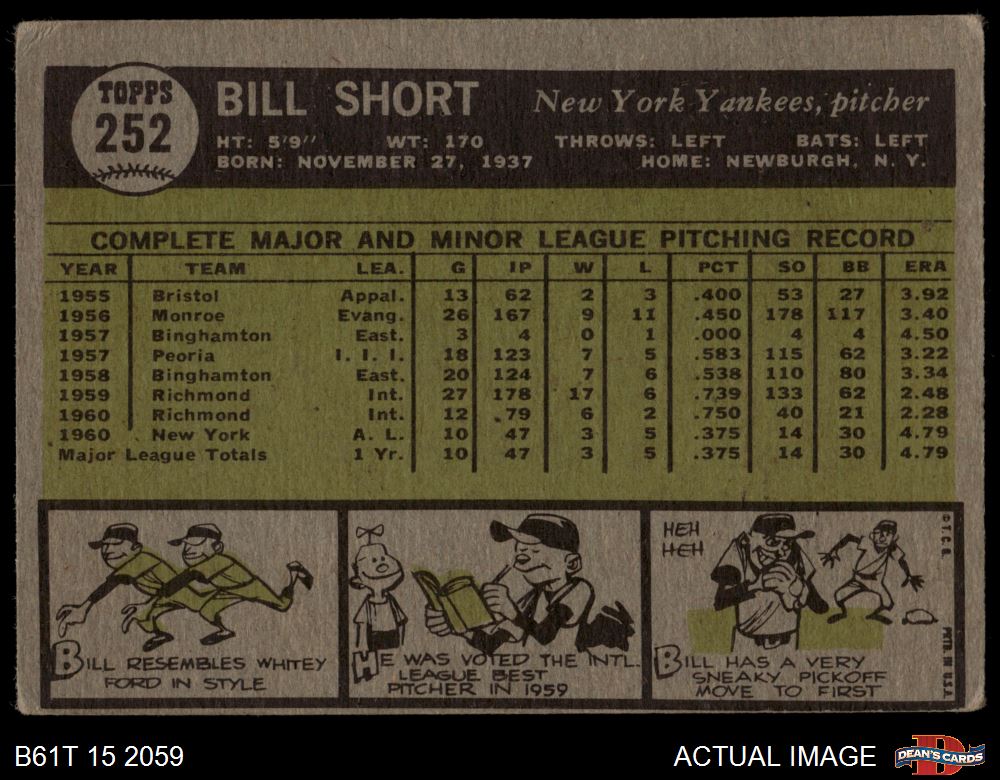 TOPPS
252
BILL SHORT New York Yankees, pitcher
HT: 5'9" WT: 170 THROWS: LEFT BATS: LEFT
BORN: NOVEMBER 27, 1937 HOME: NEWBURGH, N. Y.
COMPLETE MAJOR AND MINOR LEAGUE PITCHING RECORD
YEAR TEAM LEA. G IP W L PCT SO BB ERA
1955 Bristol Appal. 13 62 2 3 .400 53 27 3.92
1956 Monroe Evang. 26 167 9 11 .450 178 117 3.40
1957 Binghamton East. 3 4 0 1 .000 4 4 4.50
1957 Peoria I. I. I. 18 123 7 5 .583 115 62 3.22
1958 Binghamton East. 20 124 7 6 .538 110 80 3.34
1959 Richmond Int. 27 178 17 6 .739 133 62 2.48
1960 Richmond Int. 12 79 6 2 .750 40 21 2.28
1960 New York A. L. 10 47 3 5 .375 14 30 4.79
Major League Totals 1 Yr. 10 47 3 5 .375 14 30 4.79
BILL RESEMBLES WHITEY
FORD IN STYLE
HE WAS VOTED THE INTL.
LEAGUE BEST
PITCHER IN 1959
HEH
HEH
BILL HAS A VERY
SNEAKY PICKOFF
MOVE TO FIRST
© T. C. G.
PRTD. IN U.S.A.
B61T 15 2059 ACTUAL IMAGE
DEAN'S CARDS